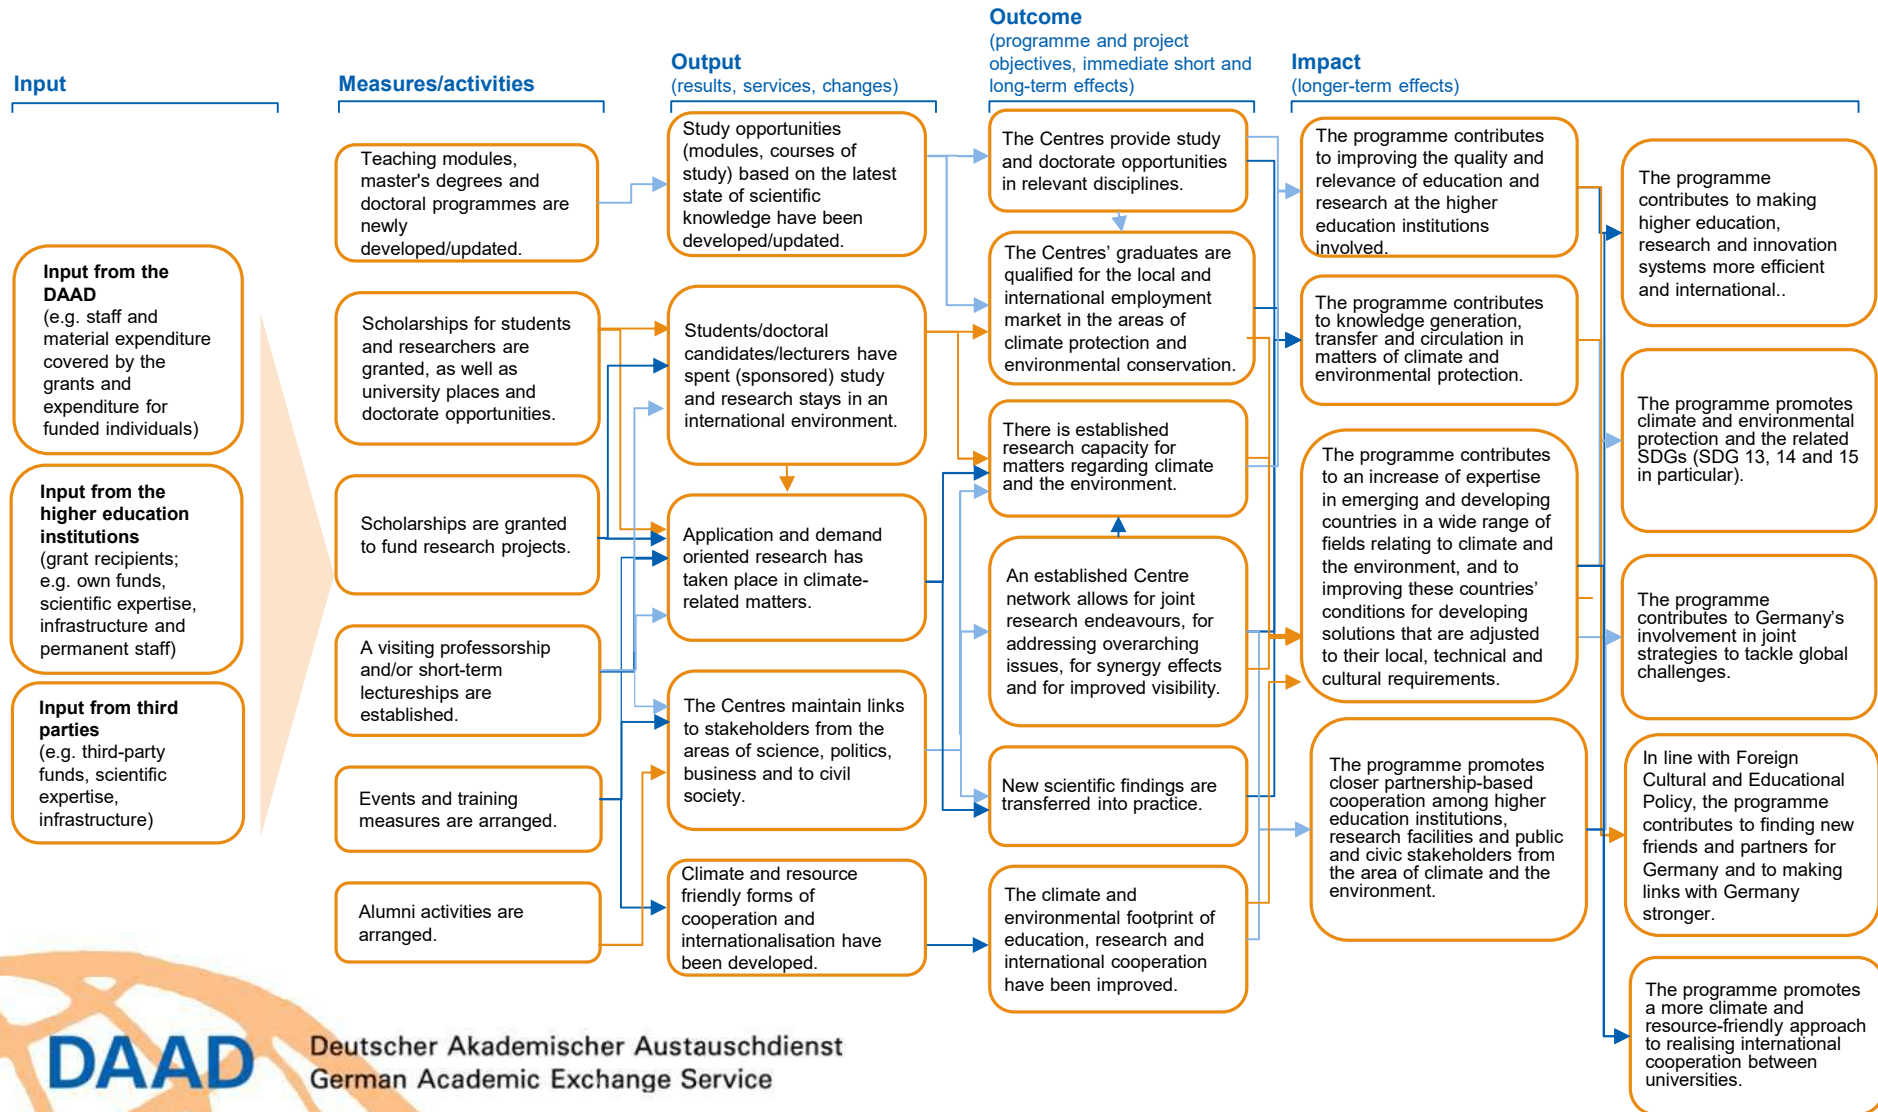 Input
Measures/activities
Output
(results, services, changes)
Outcome
(programme and project
objectives, immediate short and
long-term effects)
Impact
(longer-term effects)
Input from the
DAAD
(e.g. staff and
material expenditure
covered by the
grants and
expenditure for
funded individuals)
Input from the
higher education
institutions
(grant recipients;
e.g. own funds,
scientific expertise,
infrastructure and
permanent staff)
Input from third
parties
(e.g. third-party
funds, scientific
expertise,
infrastructure)
Teaching modules,
master's degrees and
doctoral programmes are
newly
developed/updated.
Scholarships for students
and researchers are
granted, as well as
university places and
doctorate opportunities.
Scholarships are granted
to fund research projects.
A visiting professorship
and/or short-term
lectureships are
established.
Events and training
measures are arranged.
Alumni activities are
arranged.
Study opportunities
(modules, courses of
study) based on the latest
state of scientific
knowledge have been
developed/updated.
Students/doctoral
candidates/lecturers have
spent (sponsored) study
and research stays in an
international environment.
Application and demand
oriented research has
taken place in climate-
related matters.
The Centres maintain links
to stakeholders from the
areas of science, politics,
business and to civil
society.
Climate and resource
friendly forms of
cooperation and
internationalisation have
been developed.
The Centres provide study
and doctorate opportunities
in relevant disciplines.
The Centres’ graduates are
qualified for the local and
international employment
market in the areas of
climate protection and
environmental conservation.
There is established
research capacity for
matters regarding climate
and the environment.
An established Centre
network allows for joint
research endeavours, for
addressing overarching
issues, for synergy effects
and for improved visibility.
New scientific findings are
transferred into practice.
The climate and
environmental footprint of
education, research and
international cooperation
have been improved.
The programme contributes
to improving the quality and
relevance of education and
research at the higher
education institutions
involved.
The programme contributes
to knowledge generation,
transfer and circulation in
matters of climate and
environmental protection.
The programme contributes
to an increase of expertise
in emerging and developing
countries in a wide range of
fields relating to climate and
the environment, and to
improving these countries’
conditions for developing
solutions that are adjusted
to their local, technical and
cultural requirements.
The programme promotes
closer partnership-based
cooperation among higher
education institutions,
research facilities and public
and civic stakeholders from
the area of climate and the
environment.
The programme
contributes to making
higher education,
research and innovation
systems more efficient
and international..
The programme promotes
climate and environmental
protection and the related
SDGs (SDG 13, 14 and 15
in particular).
The programme
contributes to Germany’s
involvement in joint
strategies to tackle global
challenges.
In line with Foreign
Cultural and Educational
Policy, the programme
contributes to finding new
friends and partners for
Germany and to making
links with Germany
stronger.
The programme promotes
a more climate and
resource-friendly approach
to realising international
cooperation between
universities.
DAAD
Deutscher Akademischer Austauschdienst
German Academic Exchange Service